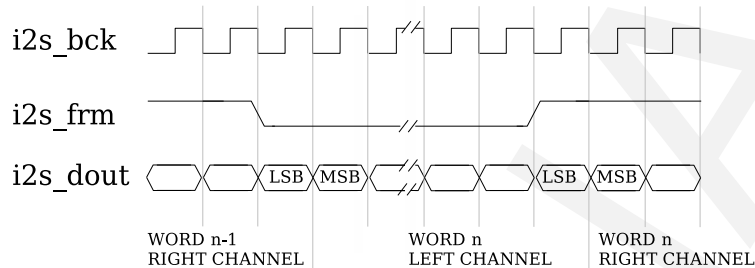 i2s_bck
i2s_frm
i2s_dout
LSB MSB LSB MSB
WORD n-1 WORD n WORD n
RIGHT CHANNEL LEFT CHANNEL RIGHT CHANNEL